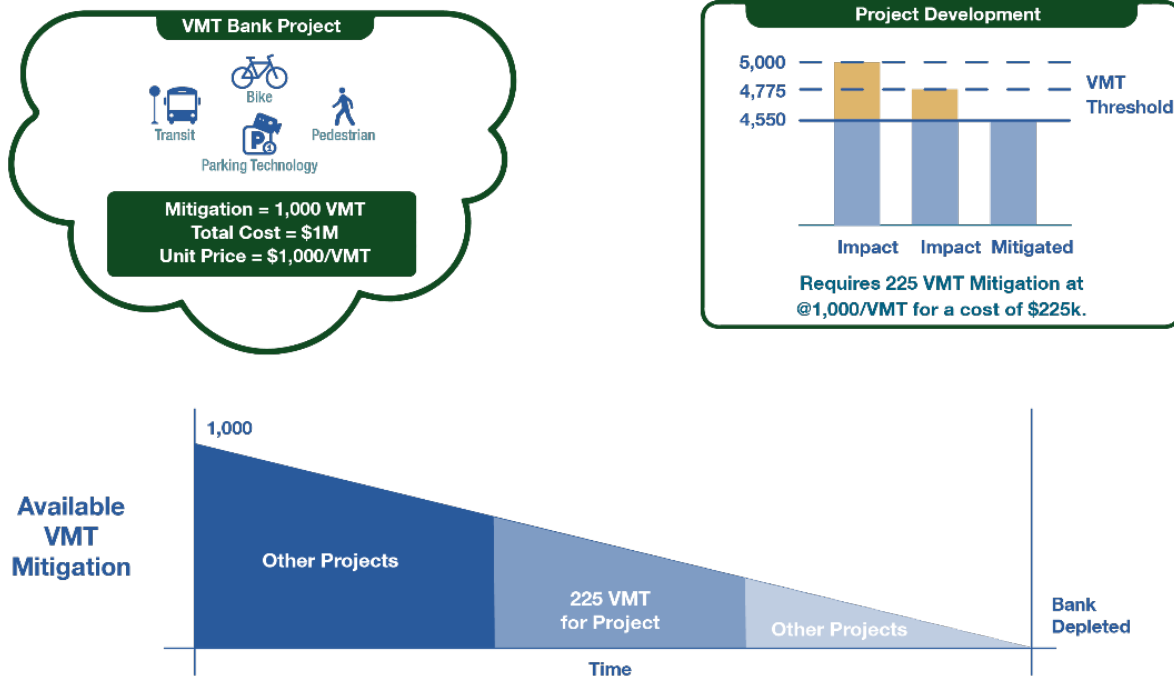 VMT Bank Project
Bike
Transit
Pedestrian
P
1
Parking Technology
Mitigation = 1,000 VMT
Total Cost = $1M
Unit Price = $1,000/VMT
Project Development
5,000
4,775
4,550
VMT
Threshold
Impact
Impact
Mitigated
Requires 225 VMT Mitigation at
@1,000/VMT for a cost of $225k.
Available
VMT
Mitigation
1,000
Other Projects
225 VMT
for Project
Other Projects
Bank
Depleted
Time